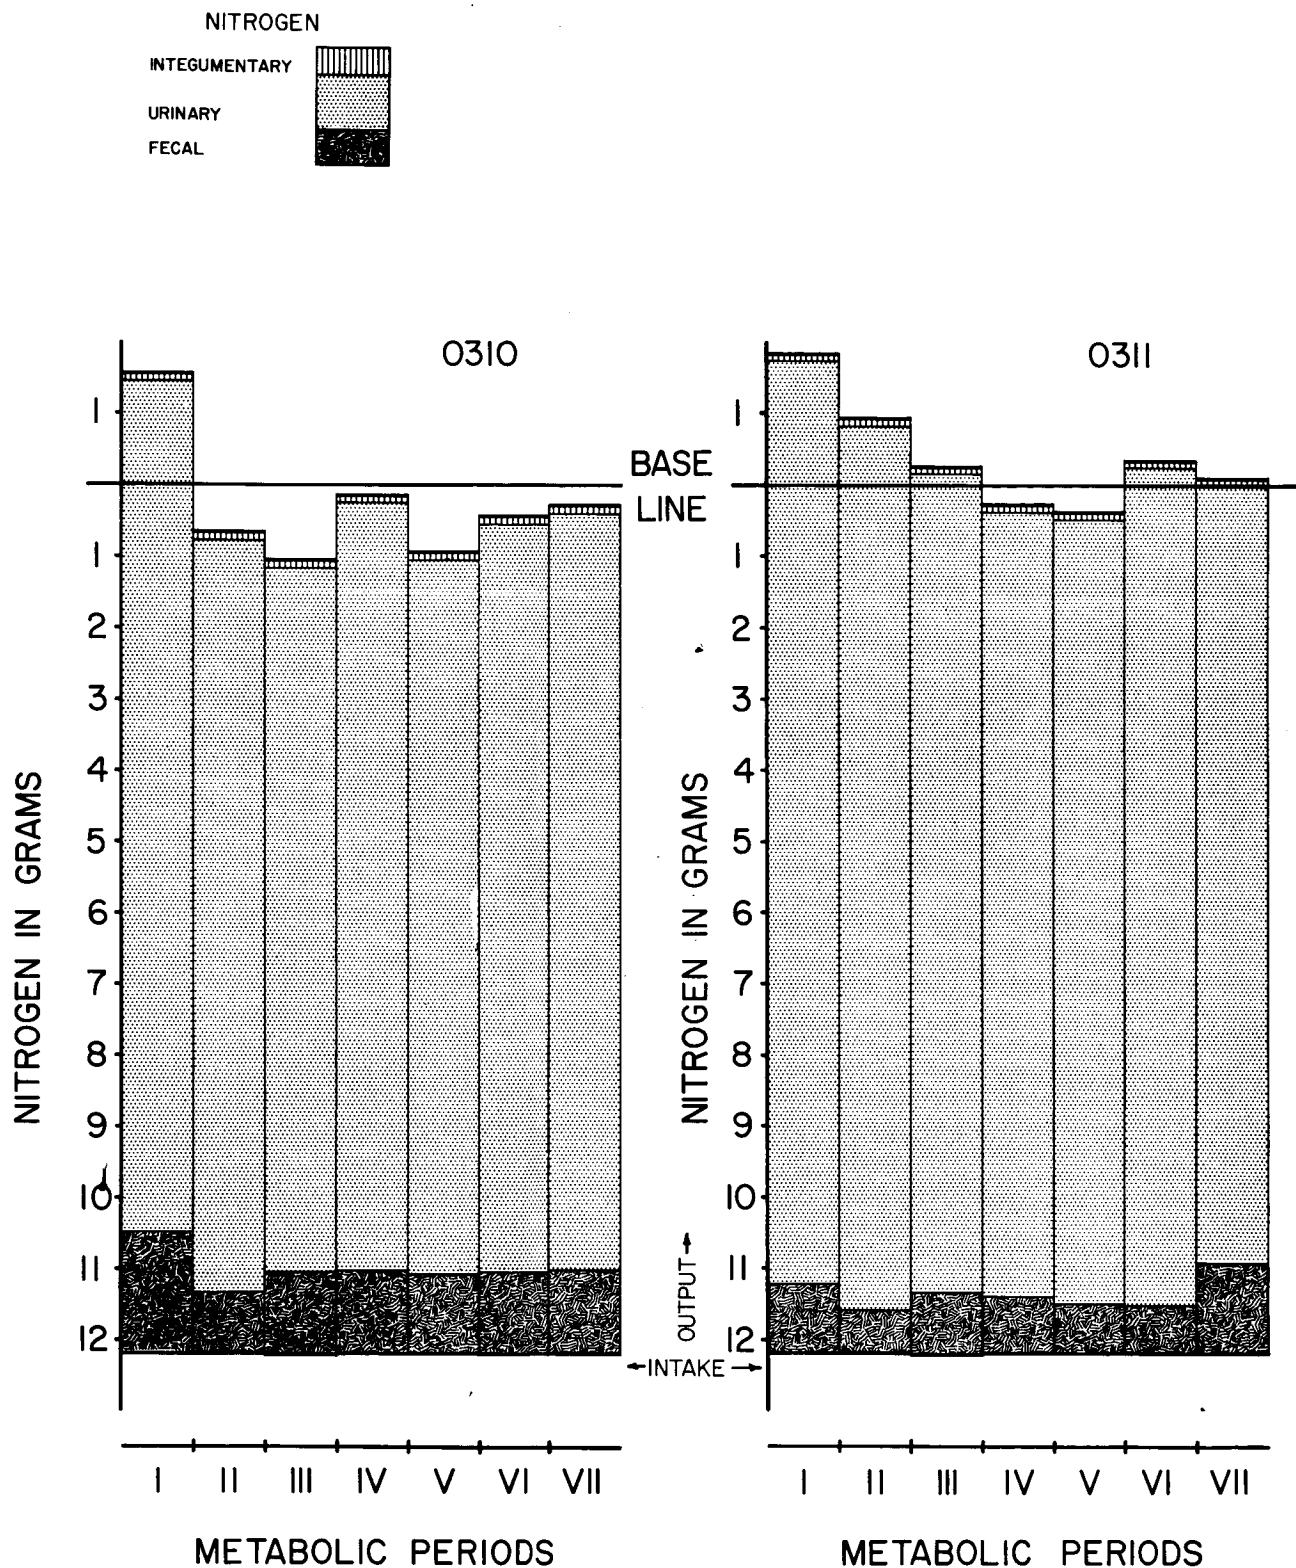 NITROGEN
INTEGUMENTARY
URINARY
FECAL
0310
0311
1
BASE
LINE
1
2
3
4
5
6
7
8
9
10
11
12
NITROGEN IN GRAMS
1
1
2
3
4
5
6
7
8
9
10
11
12
NITROGEN IN GRAMS
OUTPUT→
←INTAKE→
I II III IV V VI VII
I II III IV V VI VII
METABOLIC PERIODS
METABOLIC PERIODS